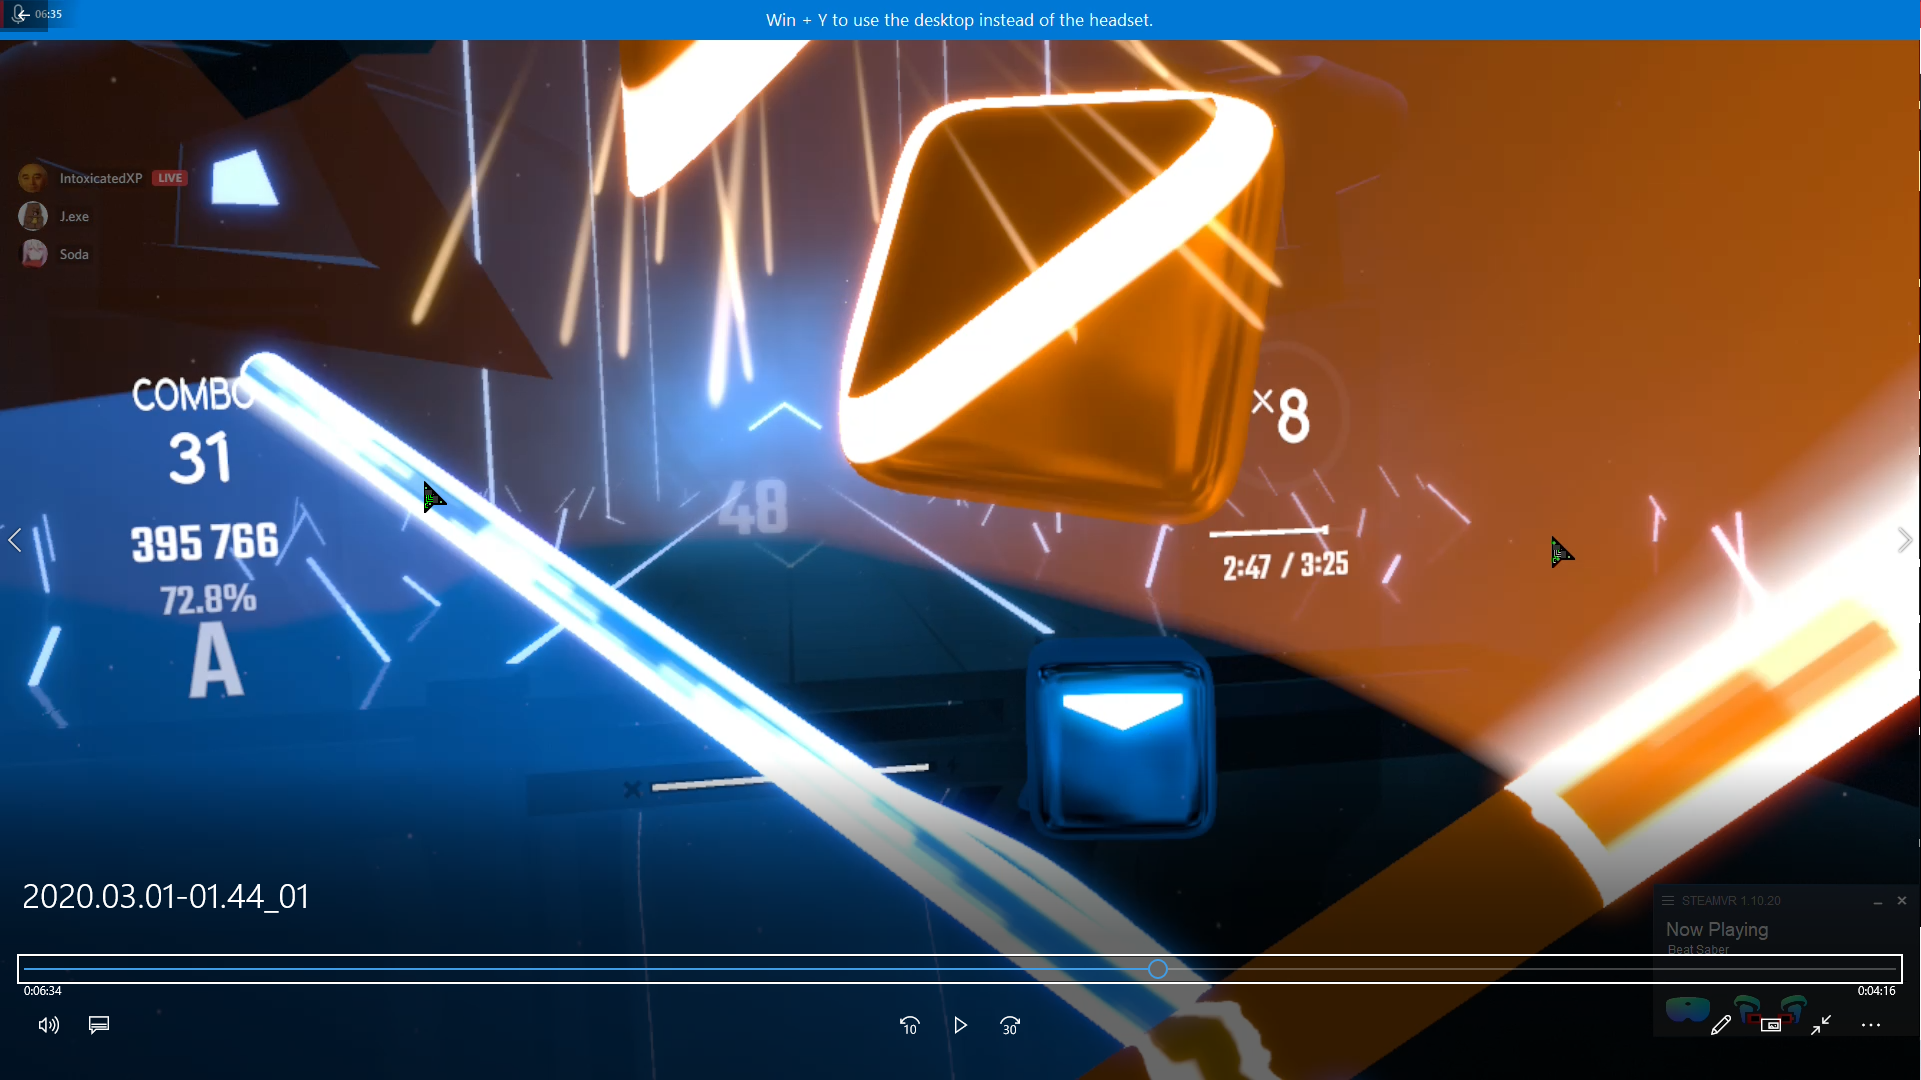 06:35
Win + Y to use the desktop instead of the headset.
IntoxicatedXP LIVE
J.exe
Soda
COMBO
31
395 766
72.8%
A
48
×8
2:47 / 3:25
2020.03.01-01.44_01
STEAMVR 1.10.20
Now Playing
Beat Saber
0:06:34
0:04:16
10
30